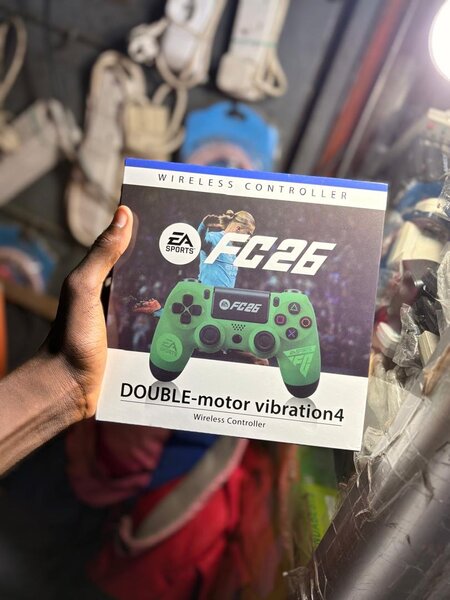 WIRELESS CONTROLLER
EA
SPORTS
FC26
FC26
DOUBLE-motor vibration4
Wireless Controller